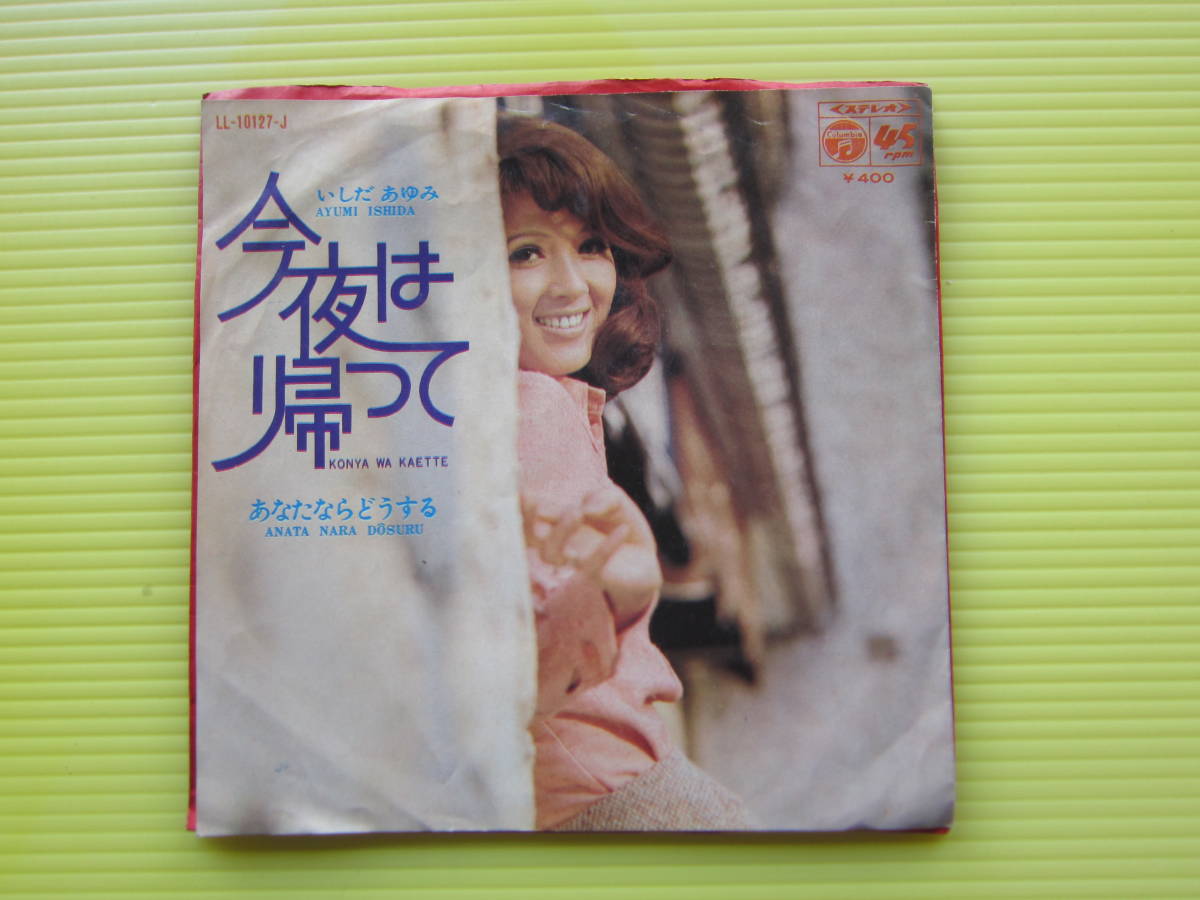 LL-10127-J
いしだ あゆみ
AYUMI ISHIDA
今夜は
帰って
KONYA WA KAETTE
あなたならどうする
ANATA NARA DÔSURU
<ステレオ>
Columbia
45
rpm
¥400